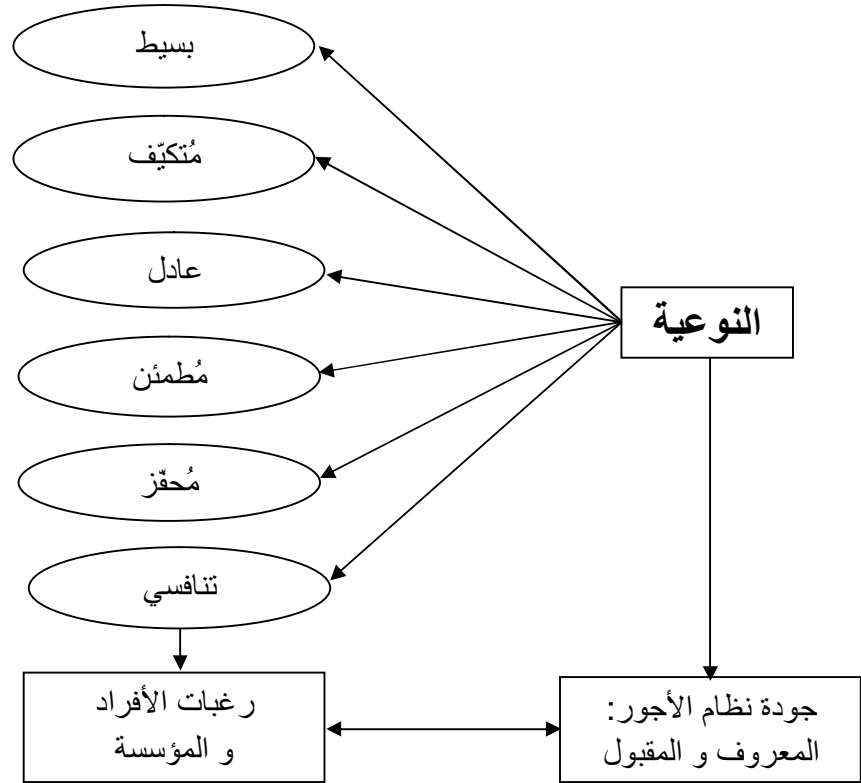 بسيط
مُتكيّف
عادل
النوعية
مُطمئن
مُحفّز
تنافسي
رغبات الأفراد
و المؤسسة
جودة نظام الأجور:
المعروف و المقبول